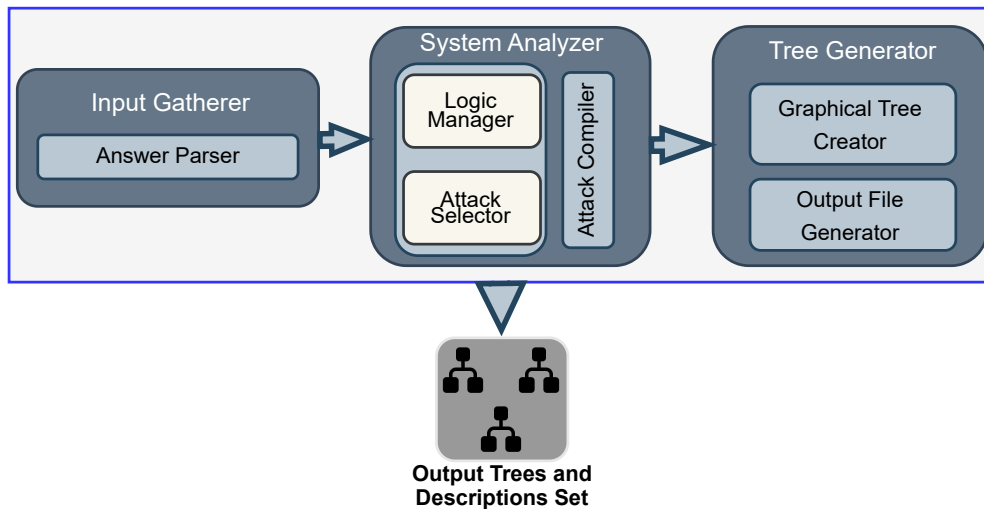 Input Gatherer
Answer Parser
System Analyzer
Logic
Manager
Attack
Selector
Attack Compiler
Tree Generator
Graphical Tree
Creator
Output File
Generator
Output Trees and
Descriptions Set